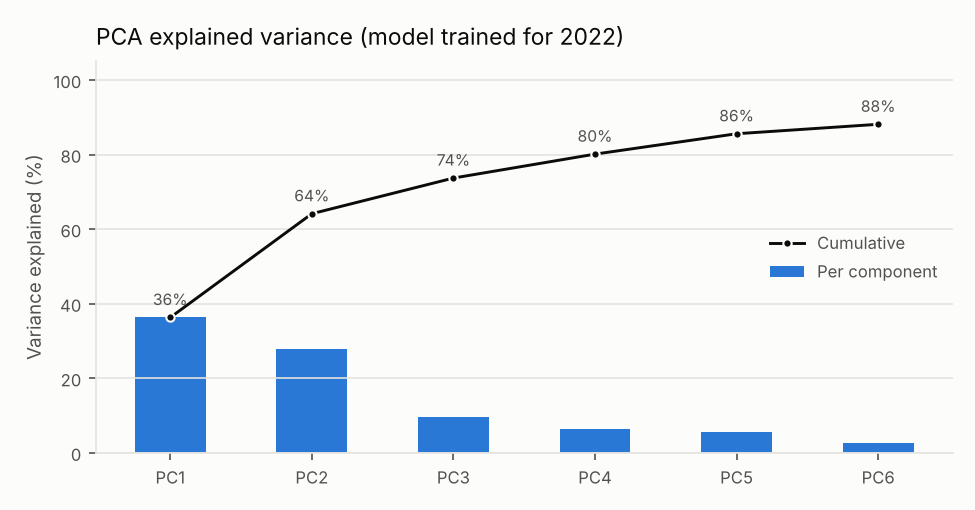 PCA explained variance (model trained for 2022)
Variance explained (%)
100
80
60
40
20
0
36%
64%
74%
80%
86%
88%
Cumulative
Per component
PC1
PC2
PC3
PC4
PC5
PC6